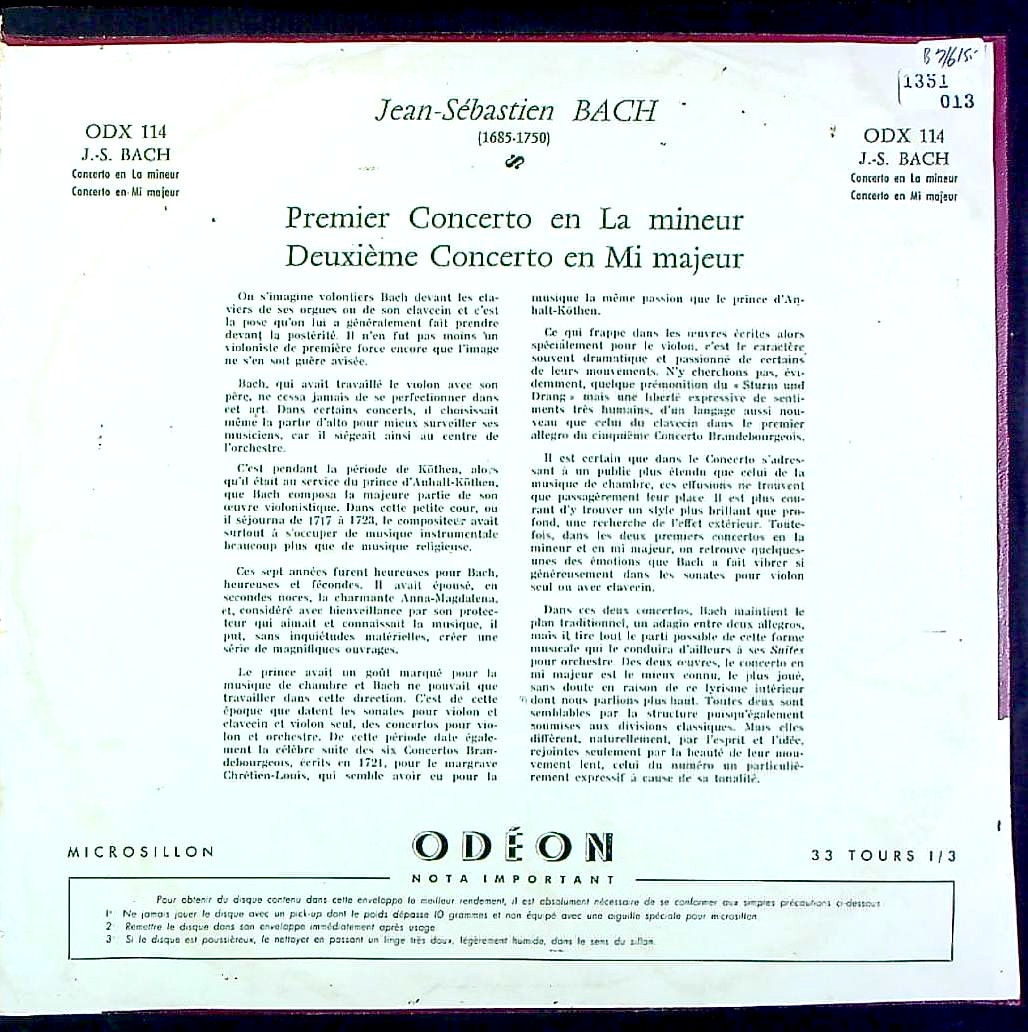 B 7/615
1351
013
Jean-Sébastien BACH
(1685-1750)
ODX 114
J.-S. BACH
Concerto en La mineur
Concerto en Mi majeur
ODX 114
J.-S. BACH
Concerto en La mineur
Concerto en Mi majeur
Premier Concerto en La mineur
Deuxième Concerto en Mi majeur
On s'imagine volontiers Bach devant les cla-
viers de ses orgues ou de son clavecin et c'est
la pose qu'on lui a généralement fait prendre
devant la postérité. Il n'en fut pas moins un
violoniste de première force encore que l'image
ne s'en soit guère avisée.
Bach, qui avait travaillé le violon avec son
père, ne cessa jamais de se perfectionner dans
cet art. Dans certains concerts, il choisissait
même la partie d'alto pour mieux surveiller ses
musiciens, car il siégeait ainsi au centre de
l'orchestre.
C'est pendant la période de Köthen, alors
qu'il était au service du prince d'Anhalt-Köthen,
que Bach composa la majeure partie de son
œuvre violonistique. Dans cette petite cour, ou
il séjourna de 1717 à 1723, le compositeur avait
surtout à s'occuper de musique instrumentale
beaucoup plus que de musique religieuse.
Ces sept années furent heureuses pour Bach,
heureuses et fécondes. Il avait épousé, en
secondes noces, la charmante Anna-Magdalena,
et, considéré avec bienveillance par son protec-
teur qui aimait et connaissait la musique, il
put, sans inquiétudes matérielles, créer une
série de magnifiques ouvrages.
Le prince avait un goût marqué pour la
musique de chambre et Bach ne pouvait que
travailler dans cette direction. C'est de cette
époque que datent les sonates pour violon et
clavecin et violon seul, des concertos pour vio-
lon et orchestre. De cette période date égale-
ment la célèbre suite des six Concertos Bran-
debourgeois, écrits en 1721, pour le margrave
Chrétien-Louis, qui semble avoir eu pour la
musique la même passion que le prince d'An-
halt-Köthen.
Ce qui frappe dans les œuvres écrites alors
spécialement pour le violon, c'est le caractère
souvent dramatique et passionné de certains
de leurs mouvements. N'y cherchons pas, évi-
demment, quelque prémonition du « Sturm und
Drang » mais une liberté expressive de senti-
ments très humains, d'un langage aussi nou-
veau que celui du clavecin dans le premier
allegro du cinquième Concerto Brandebourgeois.
Il est certain que dans le Concerto s'adres-
sant à un public plus étendu que celui de la
musique de chambre, ces effusions ne trouvent
que passagèrement leur place. Il est plus cou-
rant d'y trouver un style plus brillant que pro-
fond, une recherche de l'effet extérieur. Toute-
fois, dans les deux premiers concertos en la
mineur et en mi majeur, on retrouve quelques-
unes des émotions que Bach a fait vibrer si
généreusement dans les sonates pour violon
seul ou avec clavecin.
Dans ces deux concertos, Bach maintient le
plan traditionnel, un adagio entre deux allegros,
mais il tire tout le parti possible de cette forme
musicale qui le conduira d'ailleurs à ses Suites
pour orchestre. Des deux œuvres, le concerto en
mi majeur est le mieux connu, le plus joué,
sans doute en raison de ce lyrisme intérieur
dont nous parlions plus haut. Toutes deux sont
semblables par la structure puisqu'également
soumises aux divisions classiques. Mais elles
diffèrent, naturellement, par l'esprit et l'idée,
rejointes seulement par la beauté de leur mou-
vement lent, celui du numéro un particuliè-
rement expressif à cause de sa tonalité.
MICROSILLON
ODÉON
33 TOURS 1/3
NOTA IMPORTANT
Pour obtenir du disque contenu dans cette enveloppe le meilleur rendement, il est absolument nécessaire de se conformer aux simples précautions ci-dessous
1° Ne jamais jouer le disque avec un pick-up dont le poids dépasse 10 grammes et non équipé avec une aiguille spéciale pour microsillon
2° Remettre le disque dans son enveloppe immédiatement après usage
3° Si le disque est poussiéreux, le nettoyer en passant un linge très doux, légèrement humide, dans le sens du sillon.